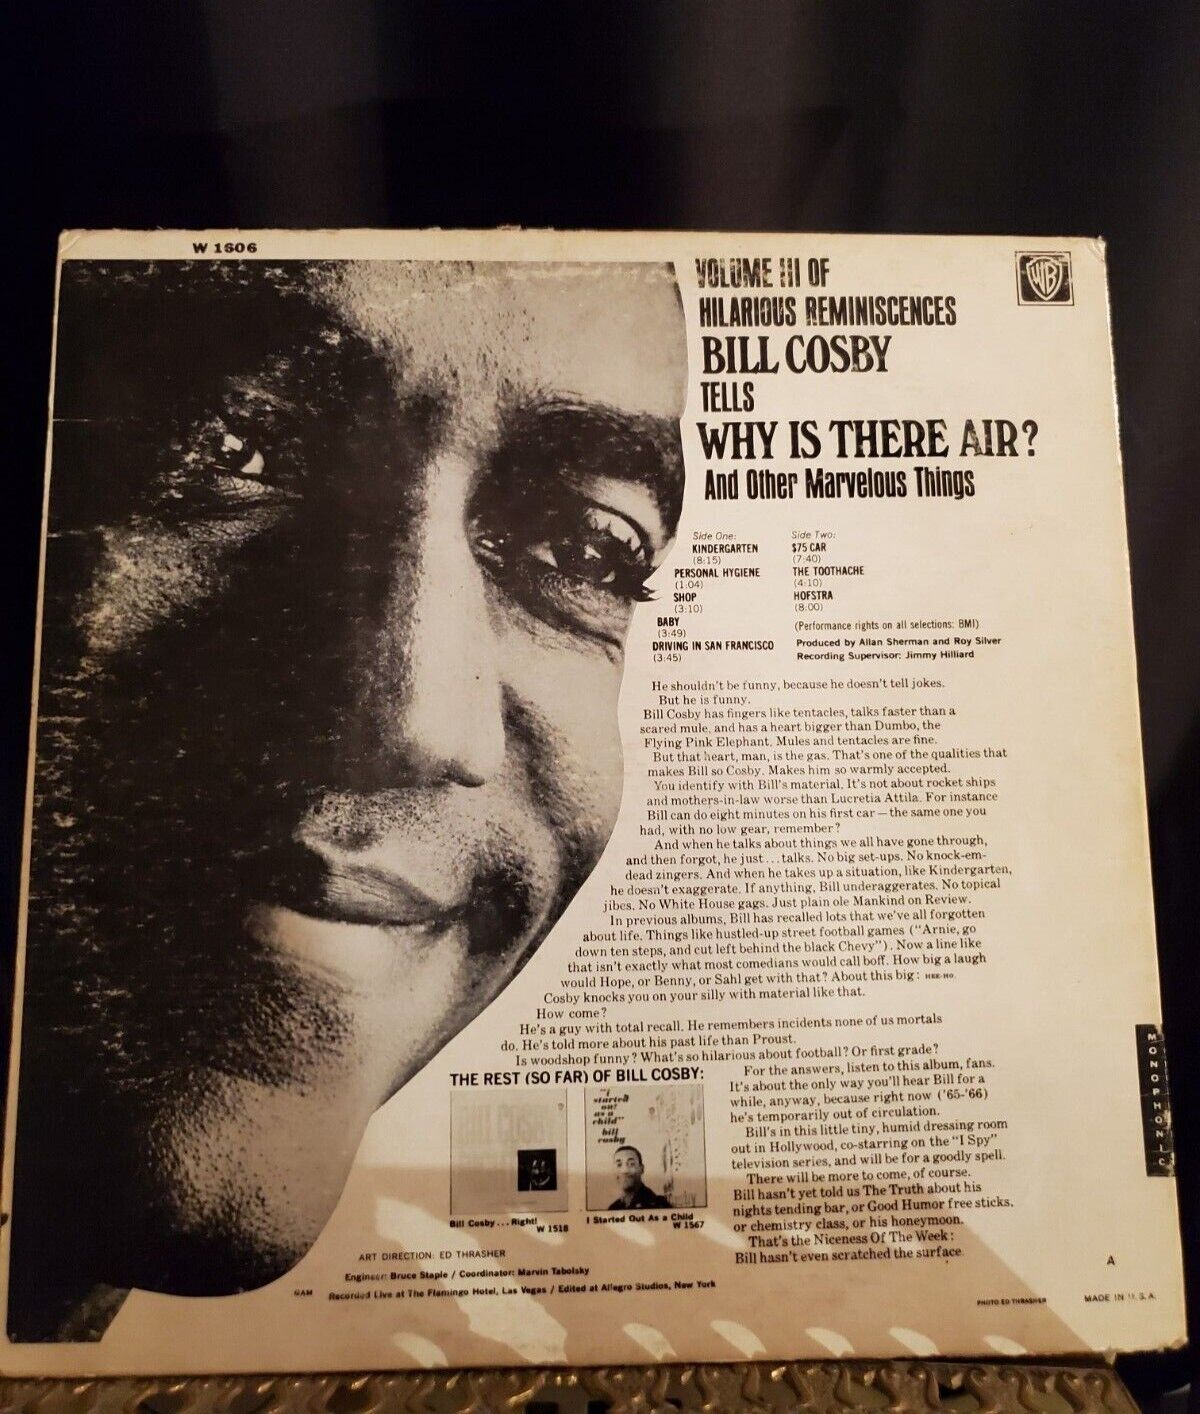 W 1606
VOLUME III OF
HILARIOUS REMINISCENCES
BILL COSBY
TELLS
WHY IS THERE AIR?
And Other Marvelous Things
WB
Side One:
KINDERGARTEN
(8:15)
PERSONAL HYGIENE
(1:04)
SHOP
(3:10)
BABY
(3:49)
DRIVING IN SAN FRANCISCO
(3:45)
Side Two:
$75 CAR
(7:40)
THE TOOTHACHE
(4:10)
HOFSTRA
(8:00)
(Performance rights on all selections: BMI)
Produced by Allan Sherman and Roy Silver
Recording Supervisor: Jimmy Hilliard
He shouldn't be funny, because he doesn't tell jokes.
But he is funny.
Bill Cosby has fingers like tentacles, talks faster than a
scared mule, and has a heart bigger than Dumbo, the
Flying Pink Elephant. Mules and tentacles are fine.
But that heart, man, is the gas. That's one of the qualities that
makes Bill so Cosby. Makes him so warmly accepted.
You identify with Bill's material. It's not about rocket ships
and mothers-in-law worse than Lucretia Attila. For instance
Bill can do eight minutes on his first car — the same one you
had, with no low gear, remember?
And when he talks about things we all have gone through,
and then forgot, he just... talks. No big set-ups. No knock-em-
dead zingers. And when he takes up a situation, like Kindergarten,
he doesn't exaggerate. If anything, Bill underaggerates. No topical
jibes. No White House gags. Just plain ole Mankind on Review.
In previous albums, Bill has recalled lots that we've all forgotten
about life. Things like hustled-up street football games ("Arnie, go
down ten steps, and cut left behind the black Chevy"). Now a line like
that isn't exactly what most comedians would call boff. How big a laugh
would Hope, or Benny, or Sahl get with that? About this big: HEE-HO.
Cosby knocks you on your silly with material like that.
How come?
He's a guy with total recall. He remembers incidents none of us mortals
do. He's told more about his past life than Proust.
Is woodshop funny? What's so hilarious about football? Or first grade?
For the answers, listen to this album, fans.
It's about the only way you'll hear Bill for a
while, anyway, because right now ('65-'66)
he's temporarily out of circulation.
Bill's in this little tiny, humid dressing room
out in Hollywood, co-starring on the "I Spy"
television series, and will be for a goodly spell.
There will be more to come, of course.
Bill hasn't yet told us The Truth about his
nights tending bar, or Good Humor free sticks,
or chemistry class, or his honeymoon.
That's the Niceness Of The Week:
Bill hasn't even scratched the surface.
THE REST (SO FAR) OF BILL COSBY:
"i
started
out
as a
child"
bill
cosby
Bill Cosby... Right!
W 1518
I Started Out As a Child
W 1567
MONOPHONIC
ART DIRECTION: ED THRASHER
Engineer: Bruce Staple / Coordinator: Marvin Tabolsky
GAM
Recorded Live at The Flamingo Hotel, Las Vegas / Edited at Allegro Studios, New York
PHOTO ED THRASHER
A
MADE IN U.S.A.